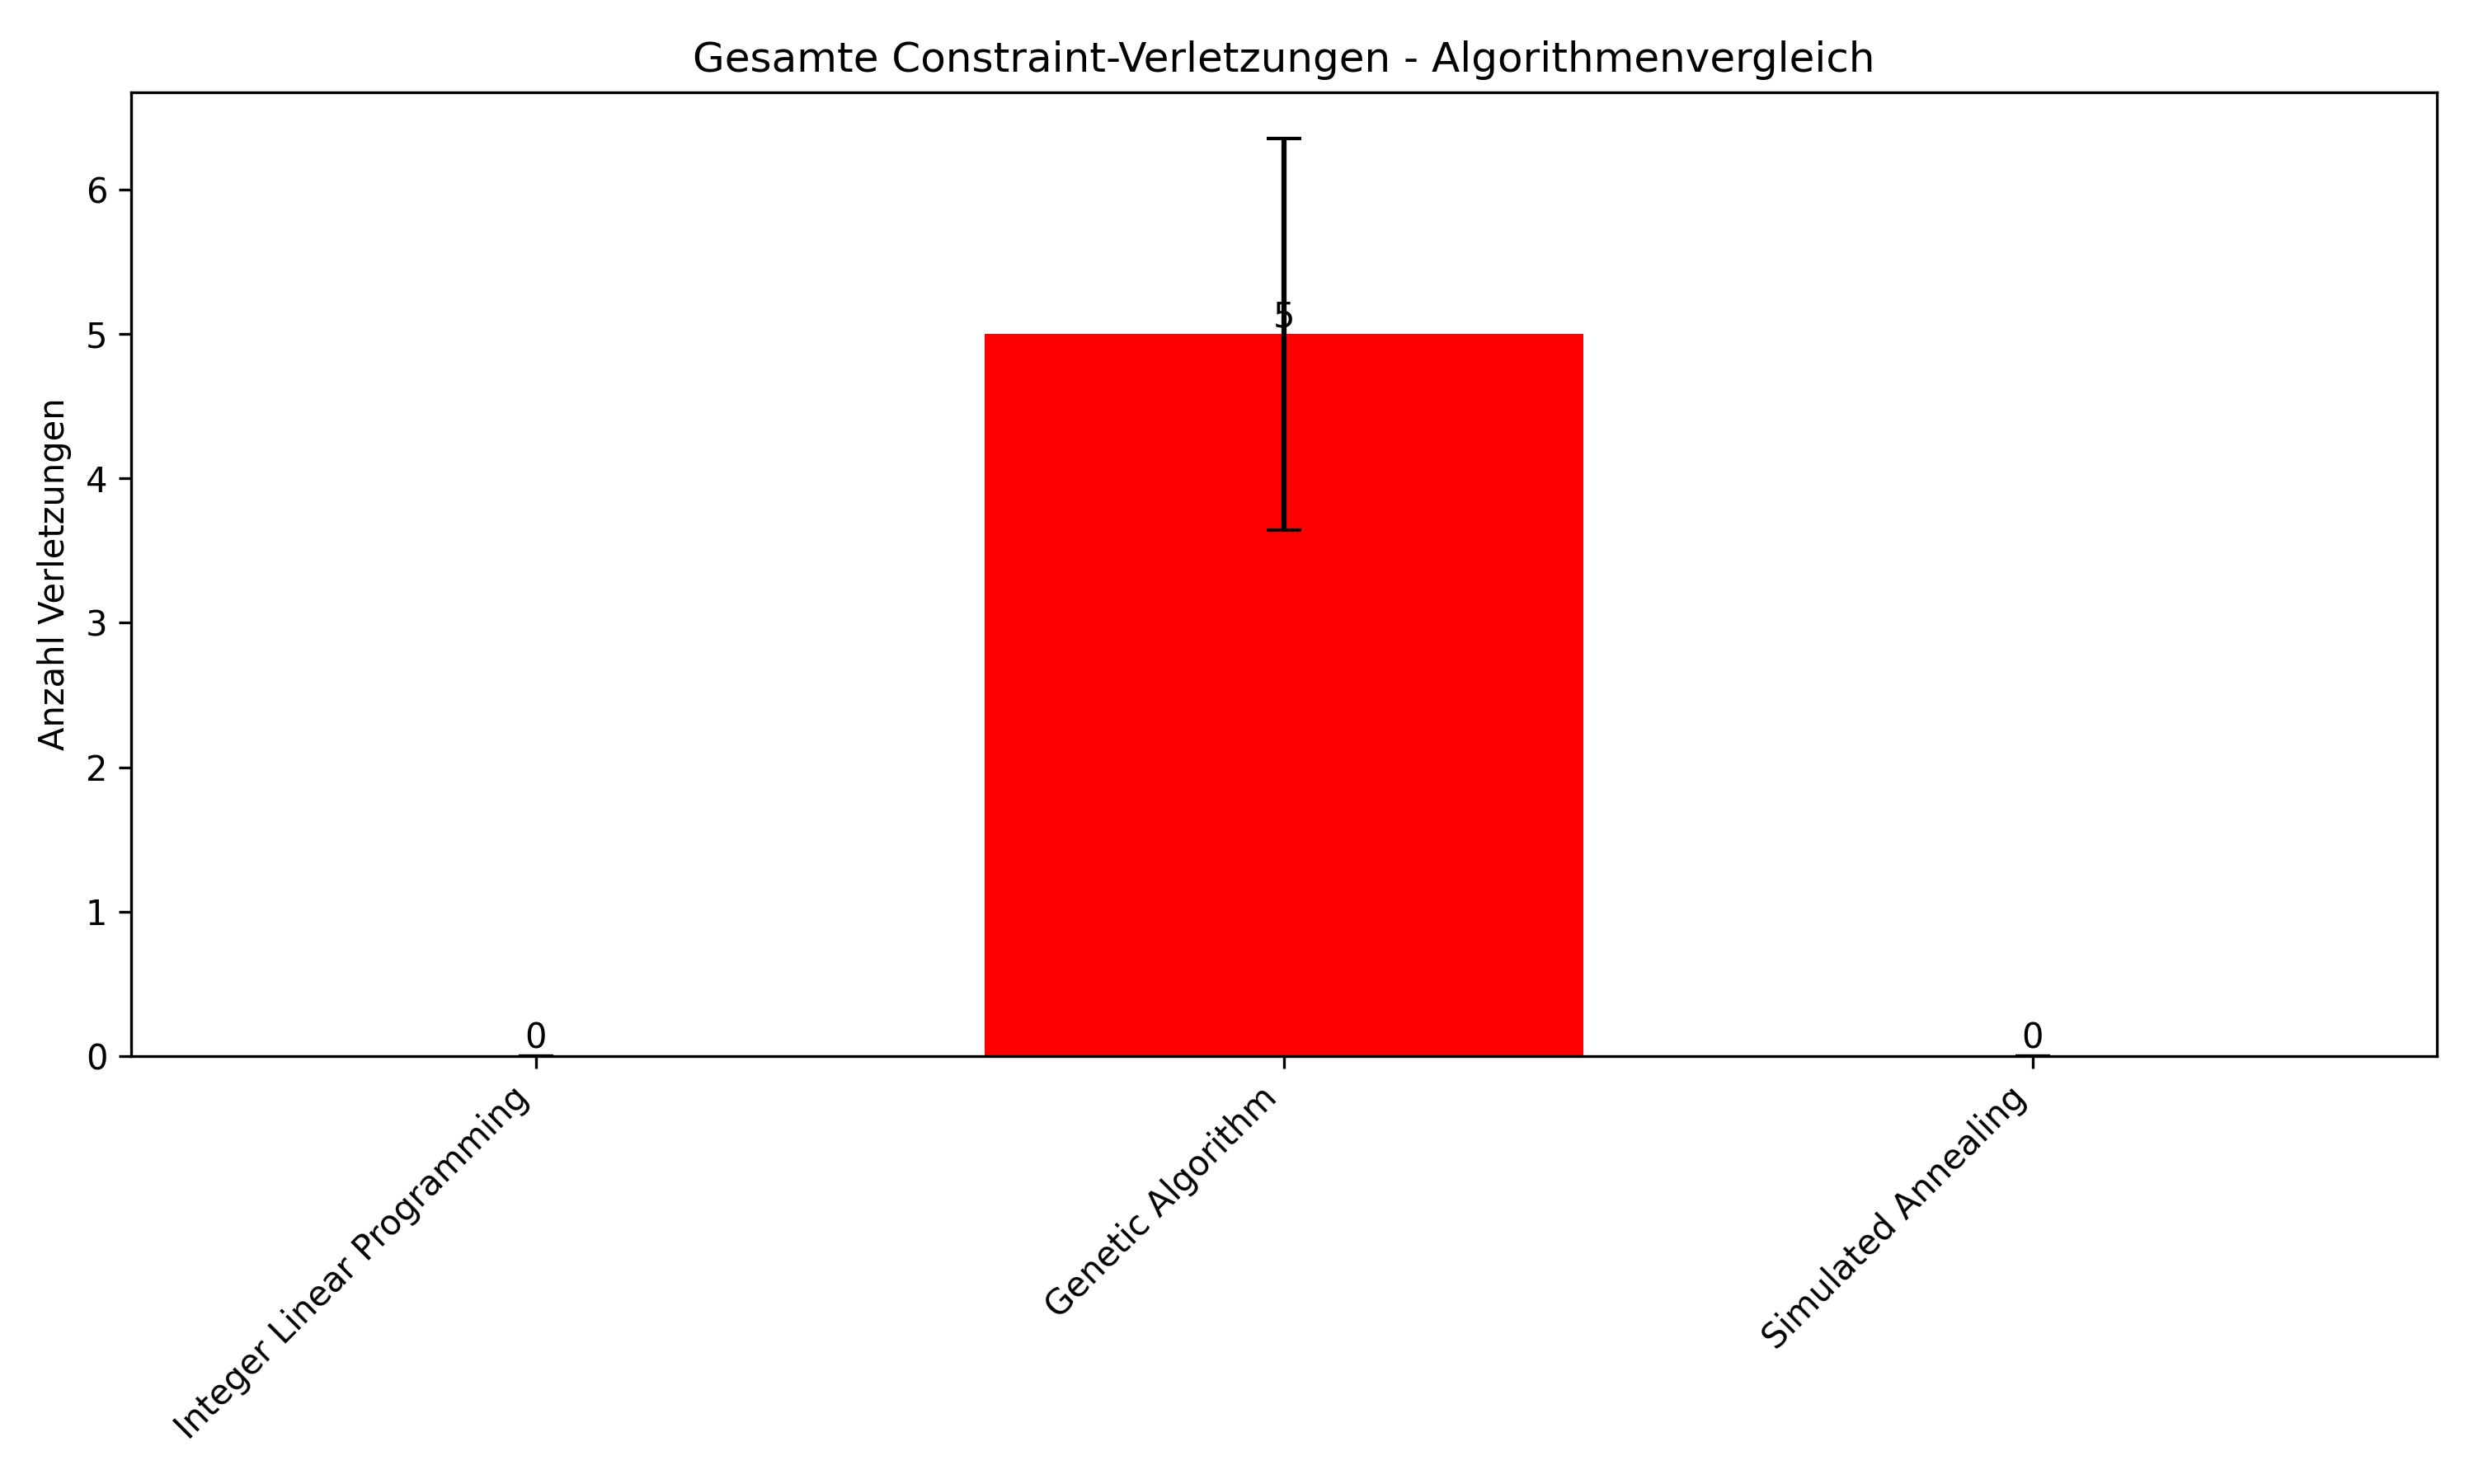 Gesamte Constraint-Verletzungen - Algorithmenvergleich
Anzahl Verletzungen
6
5
4
3
2
1
0
0
5
0
Integer Linear Programming
Genetic Algorithm
Simulated Annealing